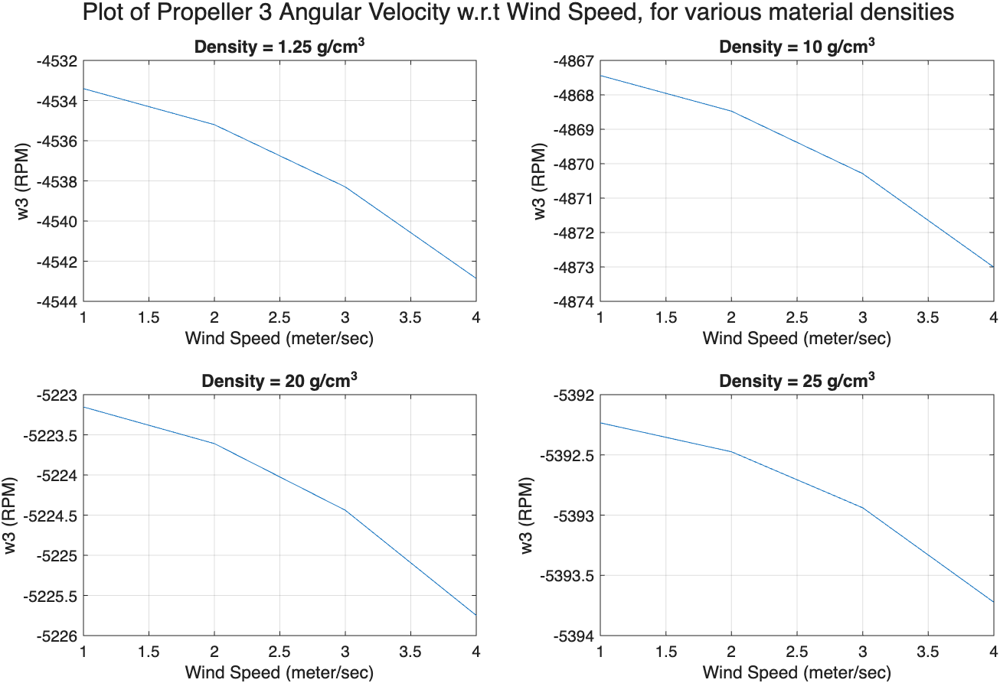 Plot of Propeller 3 Angular Velocity w.r.t Wind Speed, for various material densities
Density = 1.25 g/cm³
-4532
-4534
-4536
-4538
-4540
-4542
-4544
w3 (RPM)
1 1.5 2 2.5 3 3.5 4
Wind Speed (meter/sec)
Density = 10 g/cm³
-4867
-4868
-4869
-4870
-4871
-4872
-4873
-4874
w3 (RPM)
1 1.5 2 2.5 3 3.5 4
Wind Speed (meter/sec)
Density = 20 g/cm³
-5223
-5223.5
-5224
-5224.5
-5225
-5225.5
-5226
w3 (RPM)
1 1.5 2 2.5 3 3.5 4
Wind Speed (meter/sec)
Density = 25 g/cm³
-5392
-5392.5
-5393
-5393.5
-5394
w3 (RPM)
1 1.5 2 2.5 3 3.5 4
Wind Speed (meter/sec)